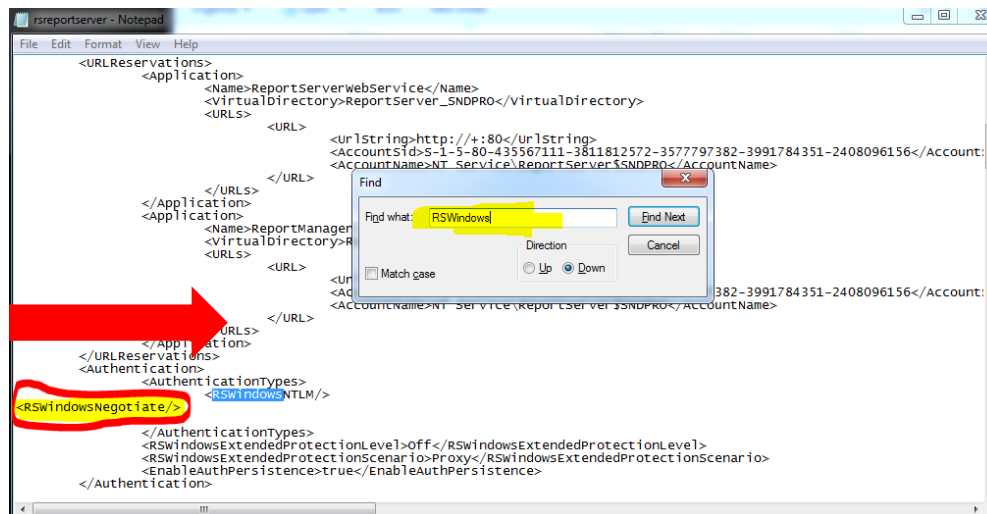 rsreportserver - Notepad
File Edit Format View Help
<URLReservations>
<Application>
<Name>ReportServerWebService</Name>
<VirtualDirectory>ReportServer_SNDPRO</VirtualDirectory>
<URLs>
<URL>
<UrlString>http://+:80</UrlString>
<AccountSid>S-1-5-80-435567111-3811812572-3577797382-3991784351-2408096156</Account
<AccountName>NT Service\ReportServer$SNDPRO</AccountName>
</URL>
</URLs>
</Application>
<Application>
<Name>ReportManager
<VirtualDirectory>R
<URLs>
<URL>
<Ur
<Ac 382-3991784351-2408096156</Account
<AccountName>NT Service\ReportServer$SNDPRO</AccountName>
</URL>
URLs>
</Application>
</URLReservations>
<Authentication>
<AuthenticationTypes>
<RSWindowsNTLM/>
<RSWindowsNegotiate/>
</AuthenticationTypes>
<RSWindowsExtendedProtectionLevel>Off</RSWindowsExtendedProtectionLevel>
<RSWindowsExtendedProtectionScenario>Proxy</RSWindowsExtendedProtectionScenario>
<EnableAuthPersistence>true</EnableAuthPersistence>
</Authentication>
Find
Find what: RSWindows Find Next
Direction Cancel
Match case Up Down